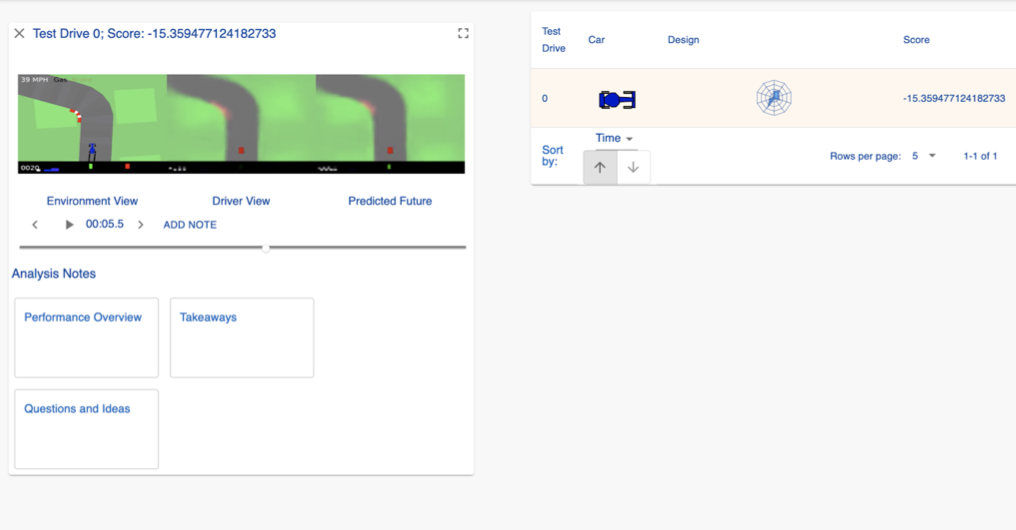 Test Drive 0; Score: -15.359477124182733
39 MPH Gas
0020
Environment View
Driver View
Predicted Future
00:05.5
ADD NOTE
Analysis Notes
Performance Overview
Takeaways
Questions and Ideas
Test Drive
Car
Design
Score
0
-15.359477124182733
Sort by:
Time
Rows per page: 5
1-1 of 1